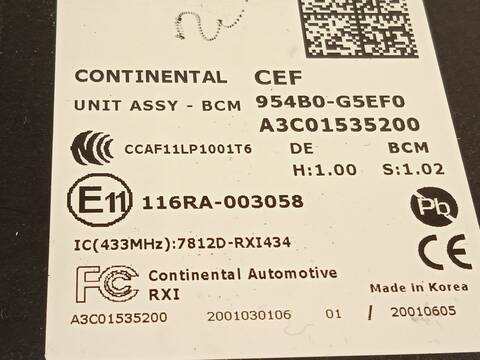 CONTINENTAL CEF
UNIT ASSY - BCM 954B0-G5EF0
A3C01535200
CCAF11LP1001T6 DE BCM
H:1.00 S:1.02
E11 116RA-003058 Pb
IC(433MHz):7812D-RXI434
CE
FC Continental Automotive
RXI Made in Korea
A3C01535200 2001030106 01 / 20010605